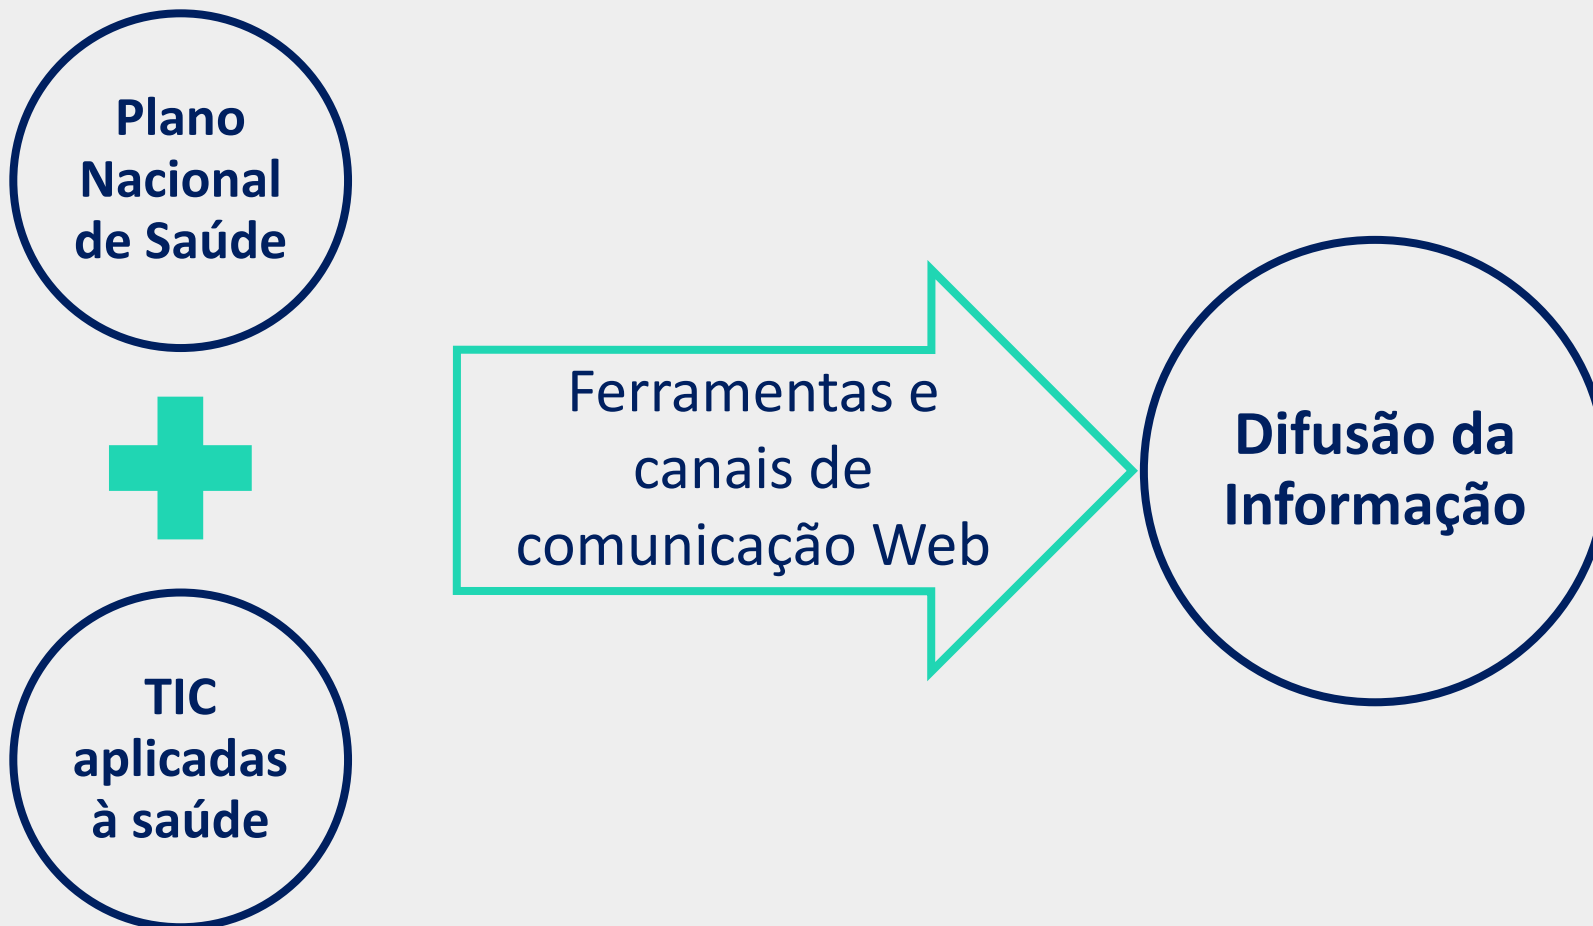 Plano
Nacional
de Saúde
TIC
aplicadas
à saúde
Ferramentas e
canais de
comunicação Web
Difusão da
Informação